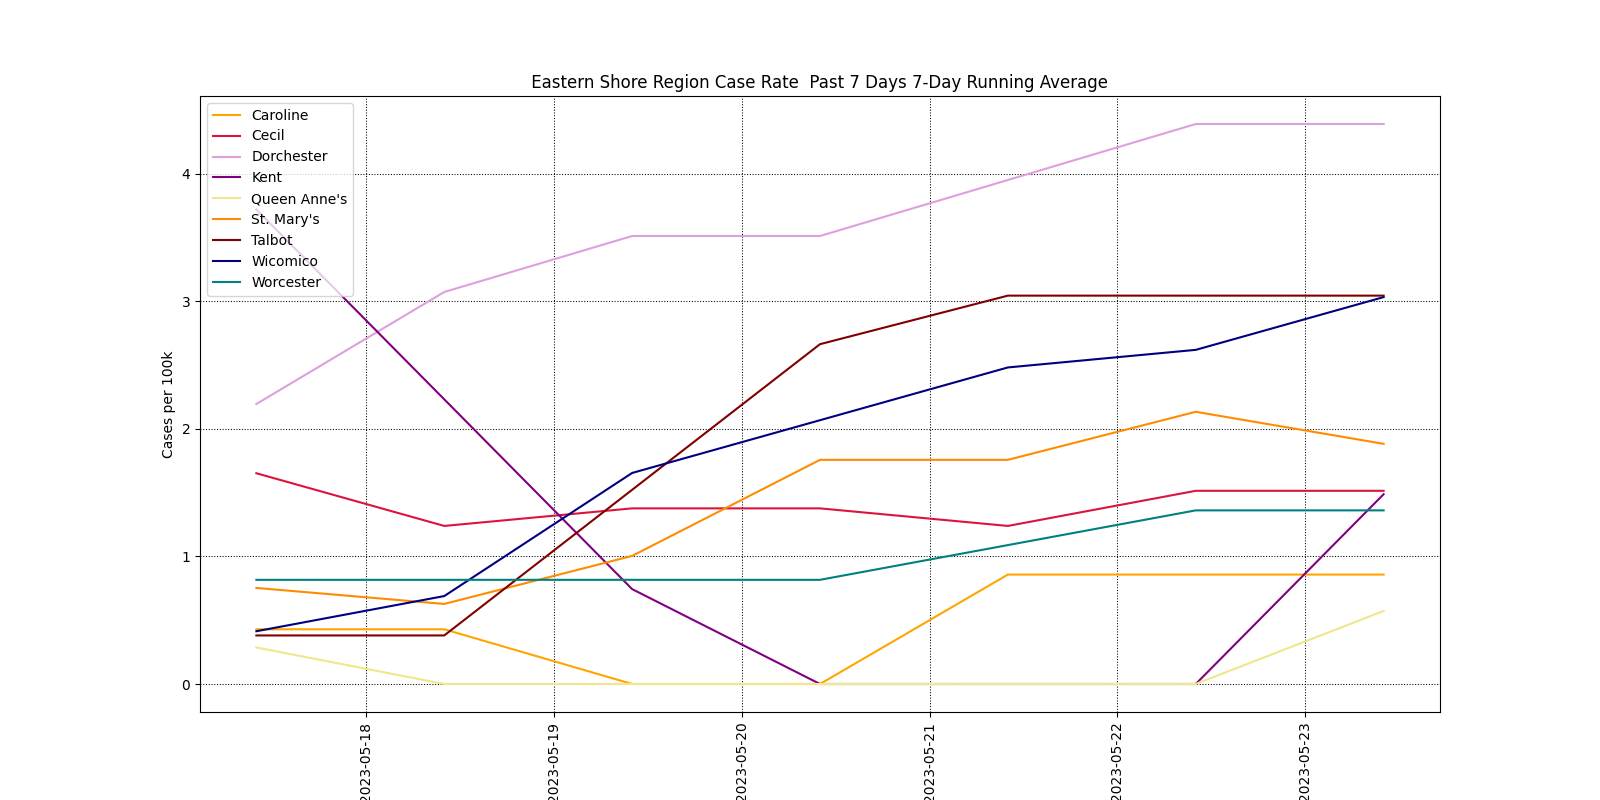 Eastern Shore Region Case Rate  Past 7 Days 7-Day Running Average
Caroline
Cecil
Dorchester
Kent
Queen Anne's
St. Mary's
Talbot
Wicomico
Worcester
Cases per 100k
4
3
2
1
0
2023-05-18
2023-05-19
2023-05-20
2023-05-21
2023-05-22
2023-05-23